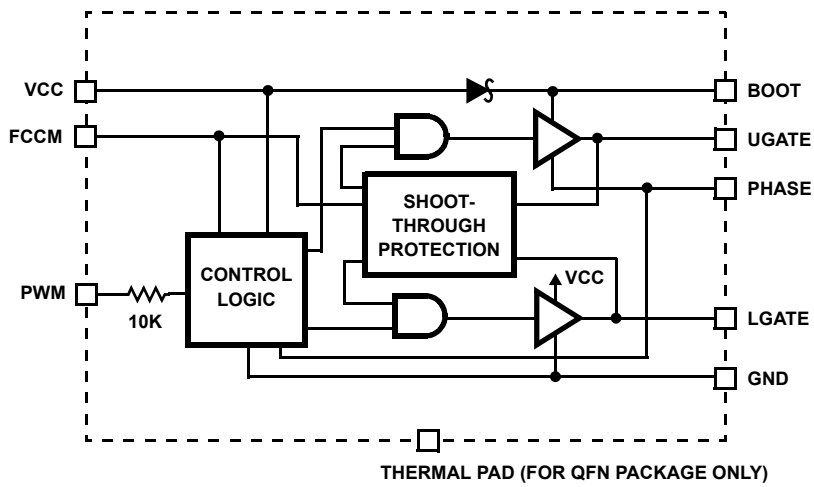 VCC
BOOT
FCCM
UGATE
PHASE
SHOOT-
THROUGH
PROTECTION
CONTROL
LOGIC
VCC
PWM
10K
LGATE
GND
THERMAL PAD (FOR QFN PACKAGE ONLY)